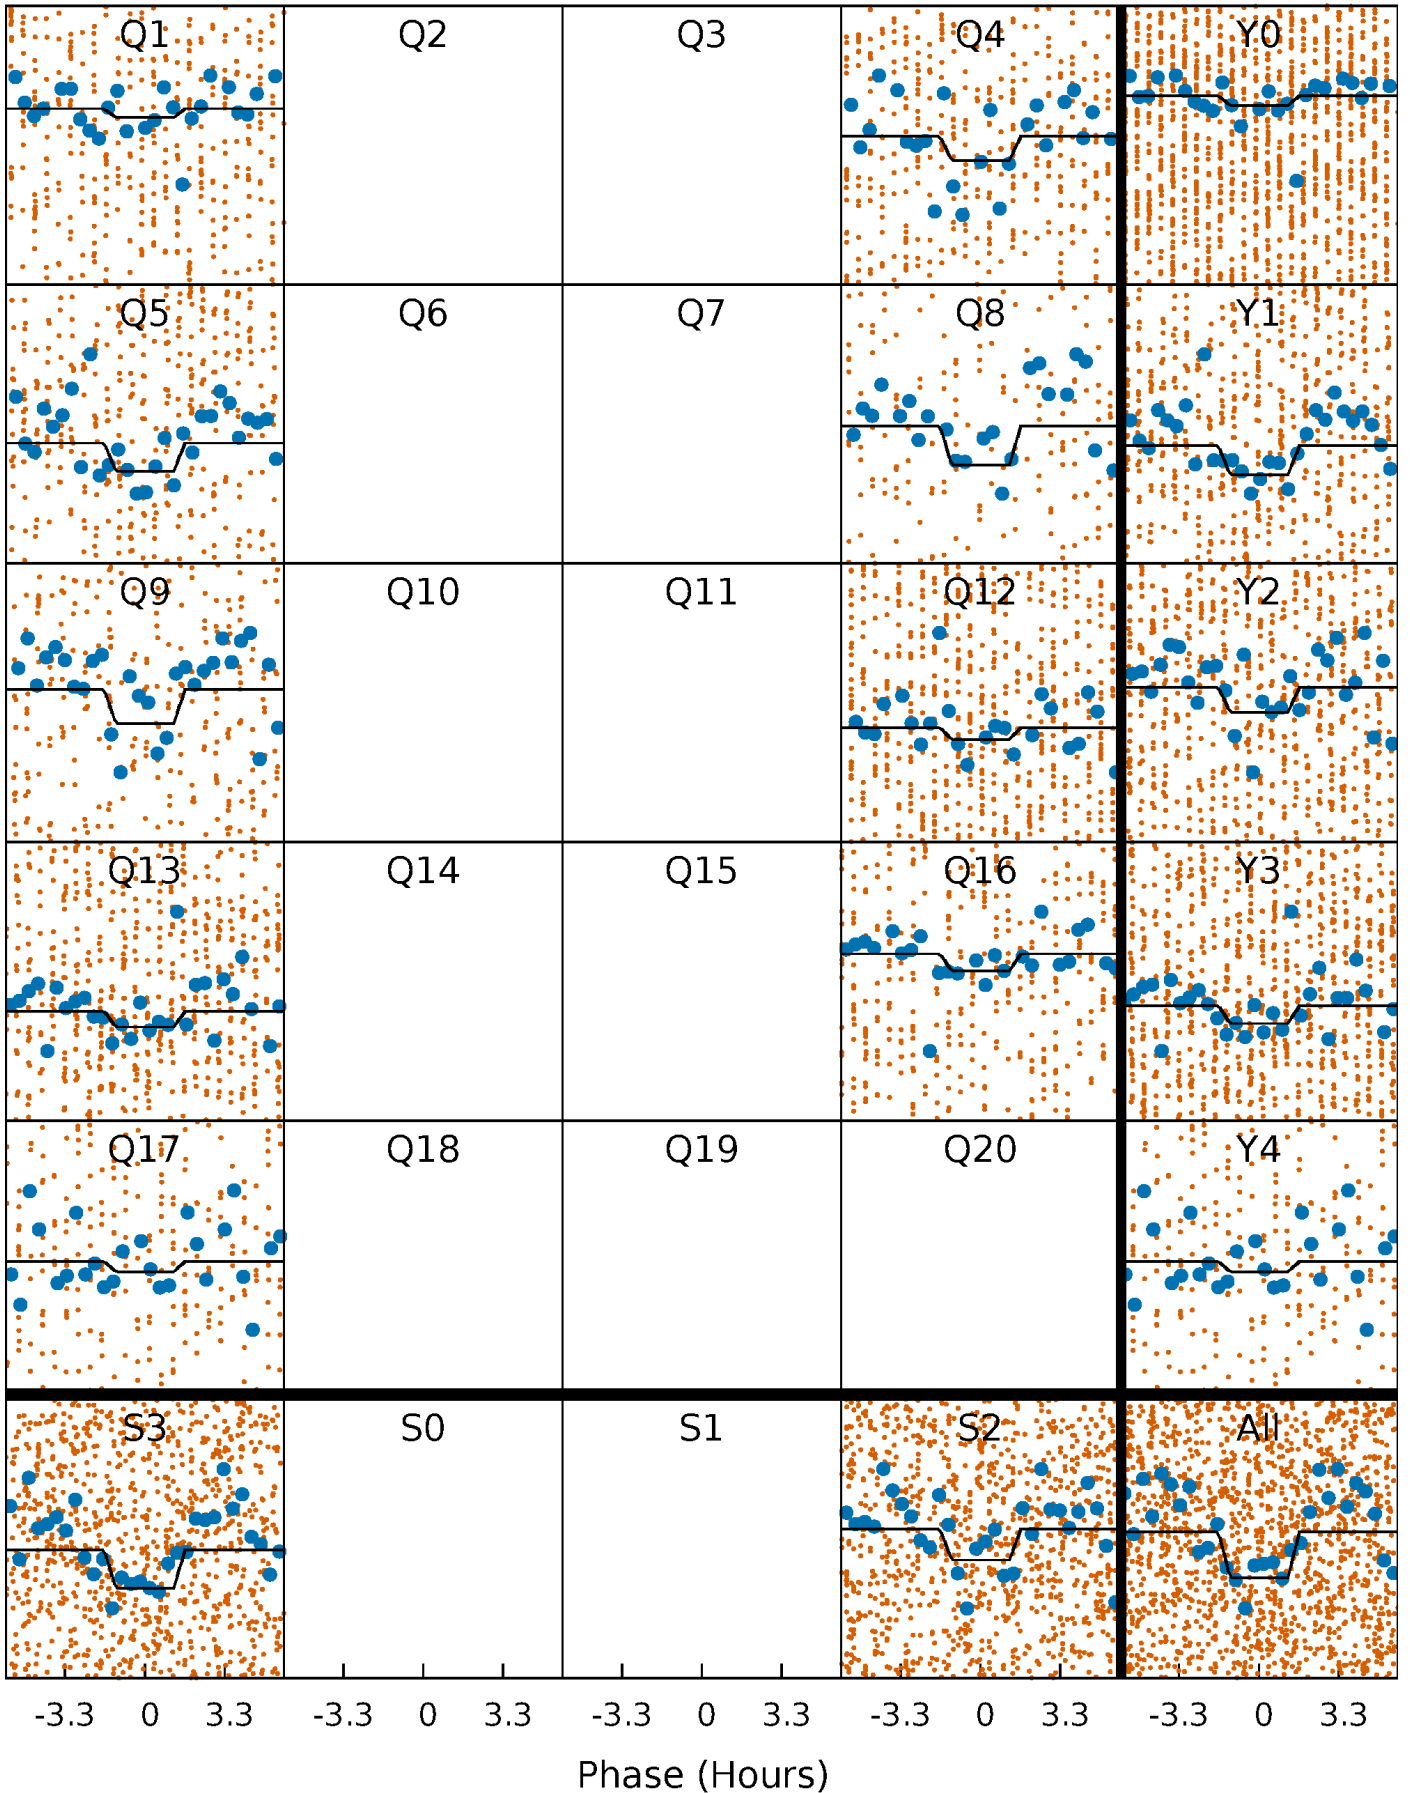 Q1 Q2 Q3 Q4 Y0
Q5 Q6 Q7 Q8 Y1
Q9 Q10 Q11 Q12 Y2
Q13 Q14 Q15 Q16 Y3
Q17 Q18 Q19 Q20 Y4
S3 S0 S1 S2 All
-3.3 0 3.3 -3.3 0 3.3 -3.3 0 3.3 -3.3 0 3.3 -3.3 0 3.3
Phase (Hours)